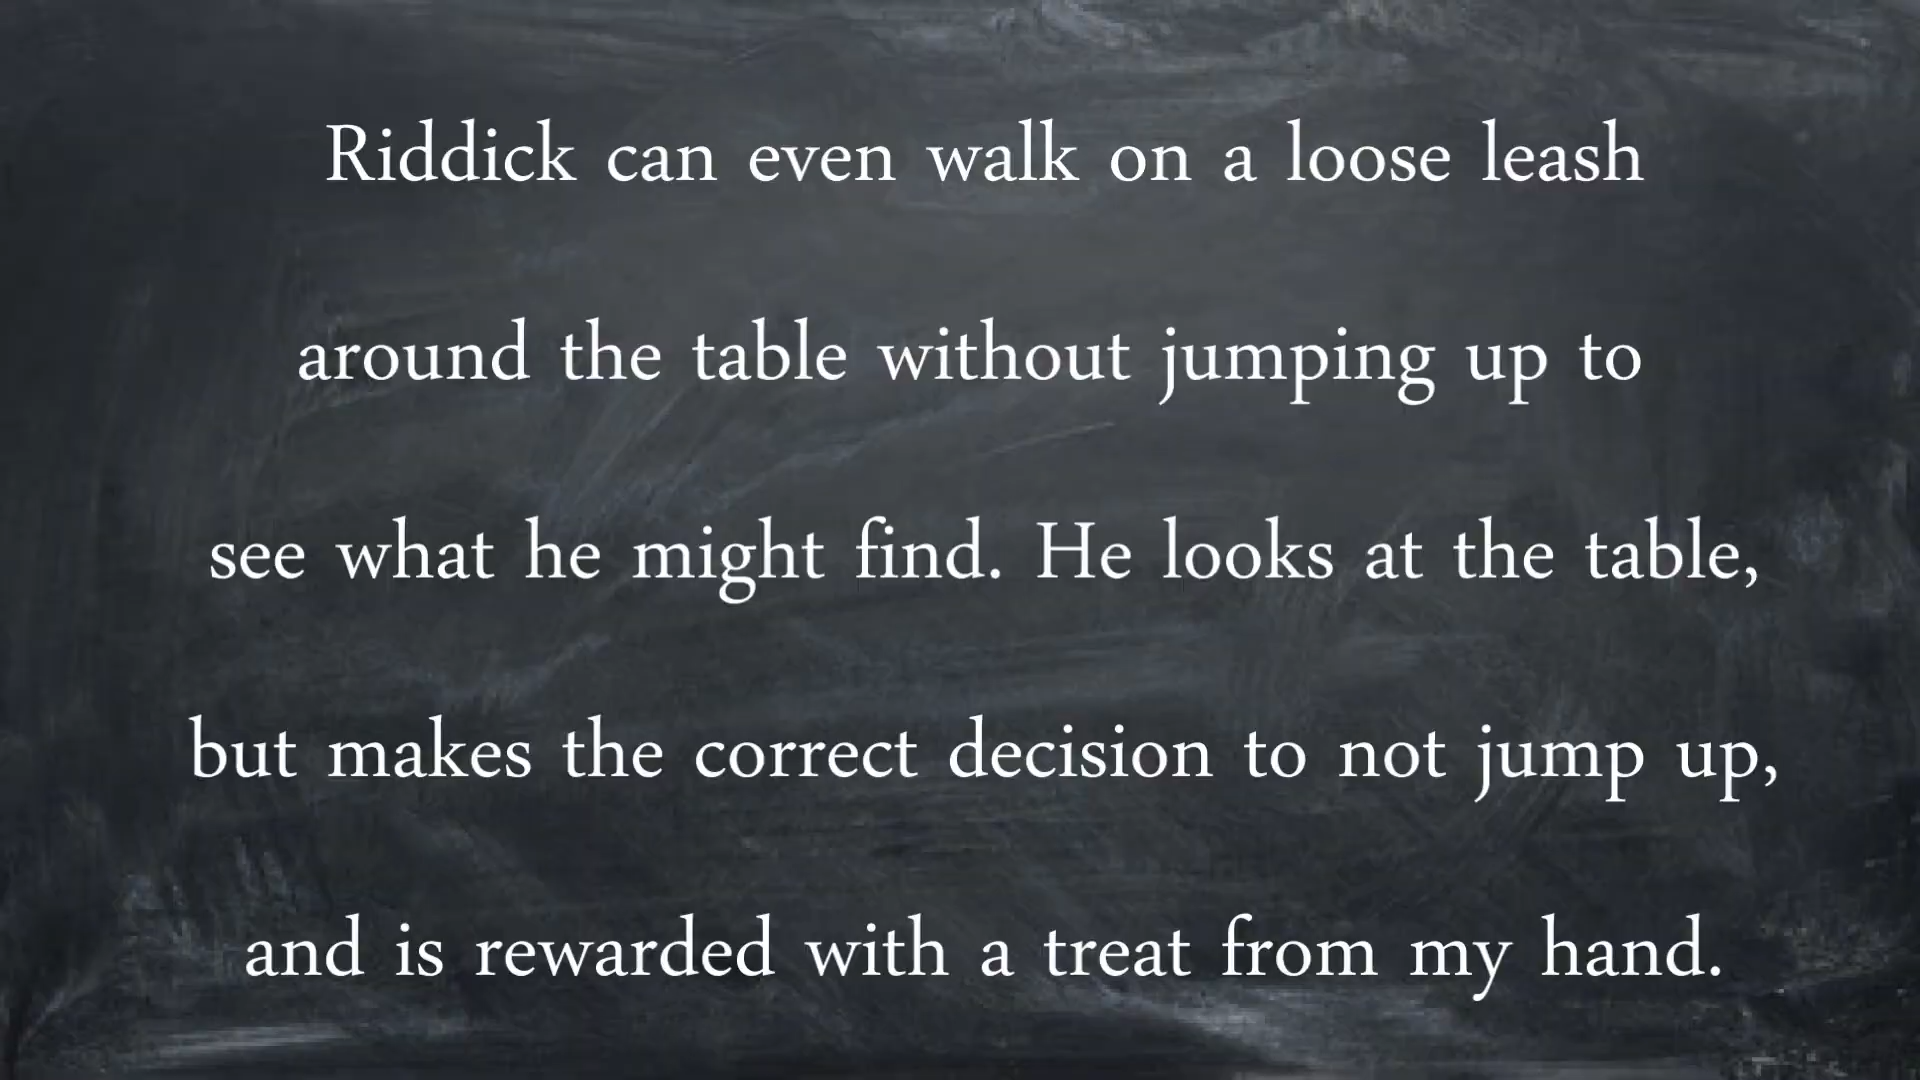 Riddick can even walk on a loose leash
around the table without jumping up to
see what he might find. He looks at the table,
but makes the correct decision to not jump up,
and is rewarded with a treat from my hand.